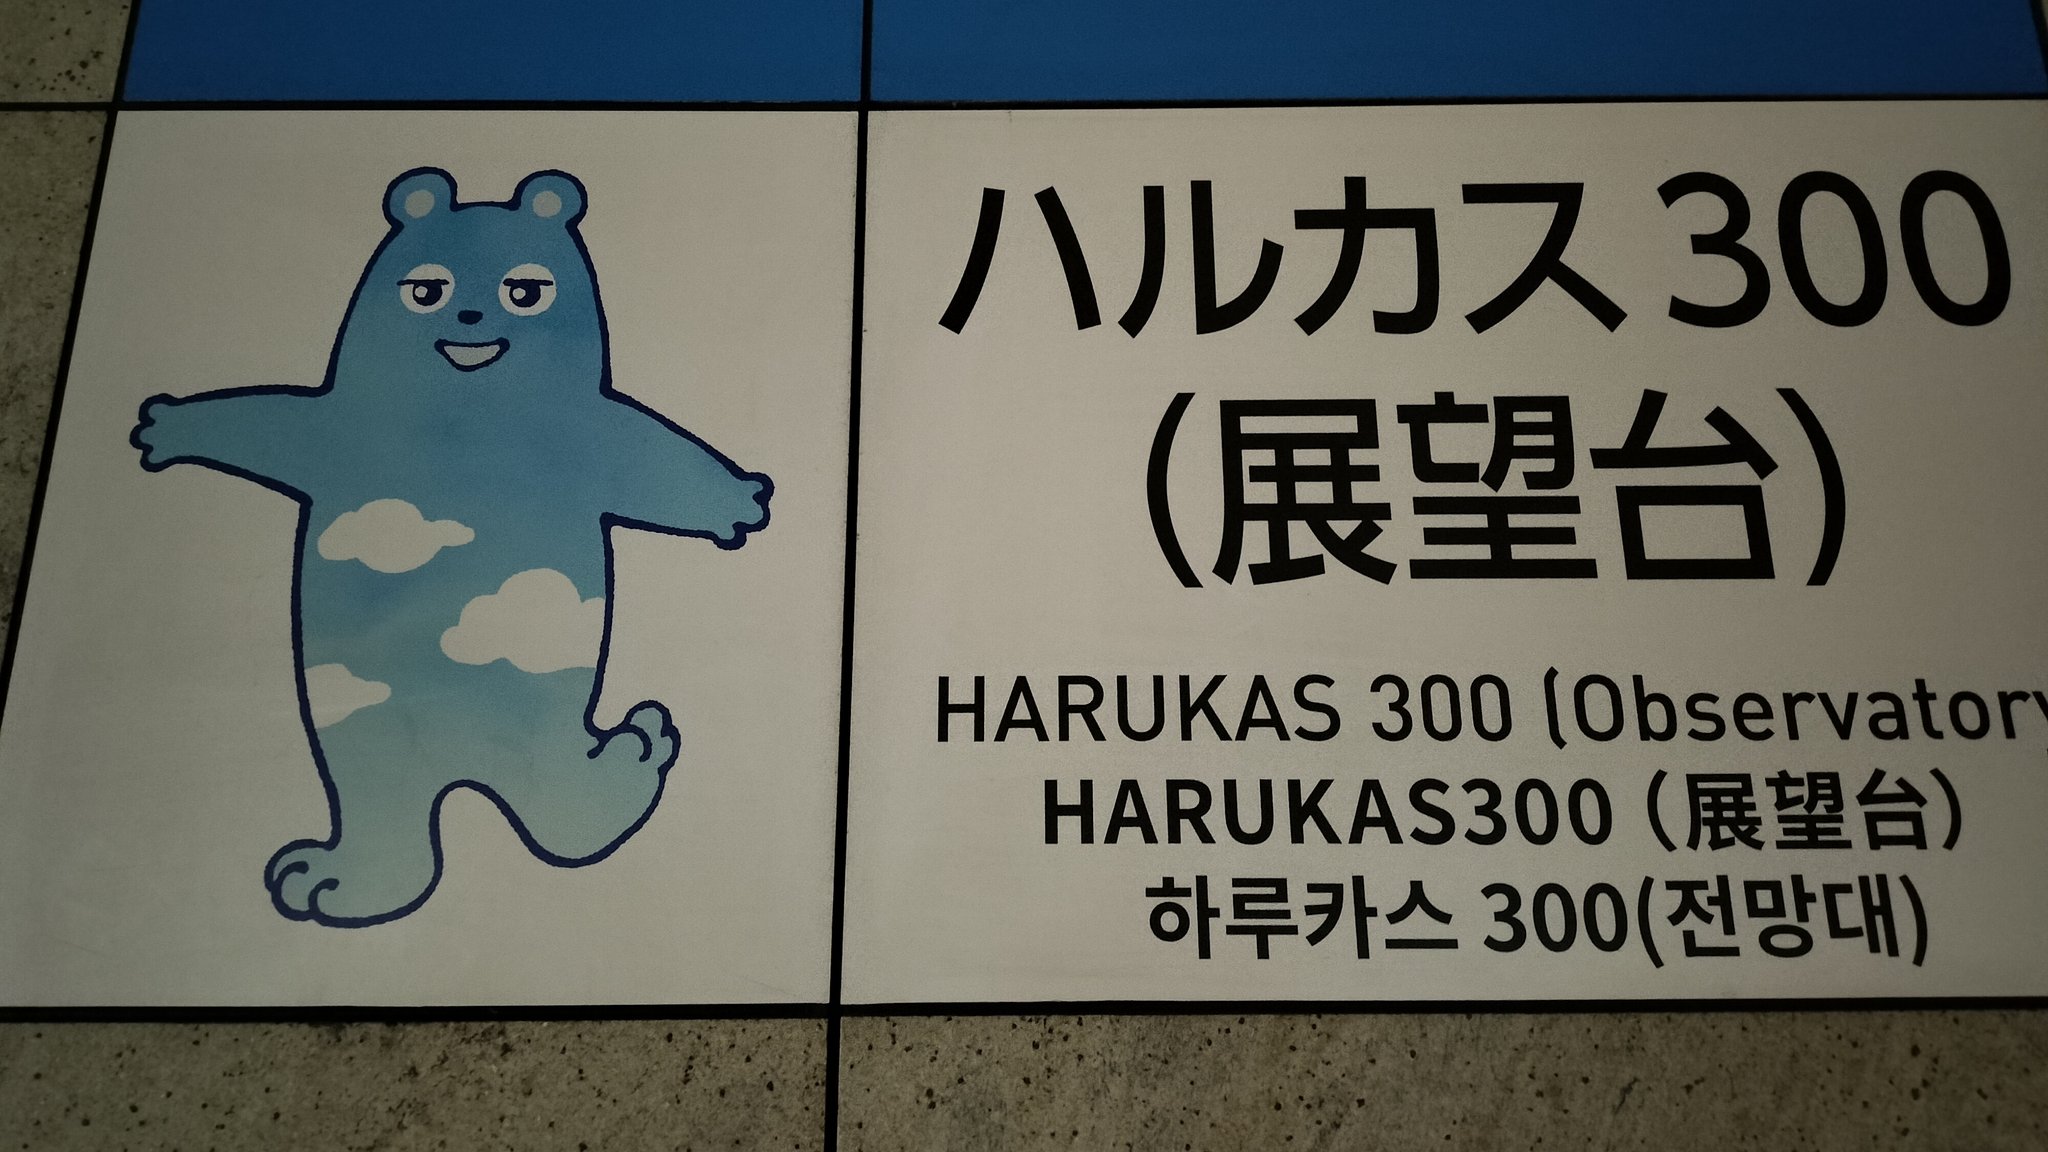 ハルカス 300
(展望台)
HARUKAS 300 (Observatory
HARUKAS300（展望台）
하루카스 300(전망대)